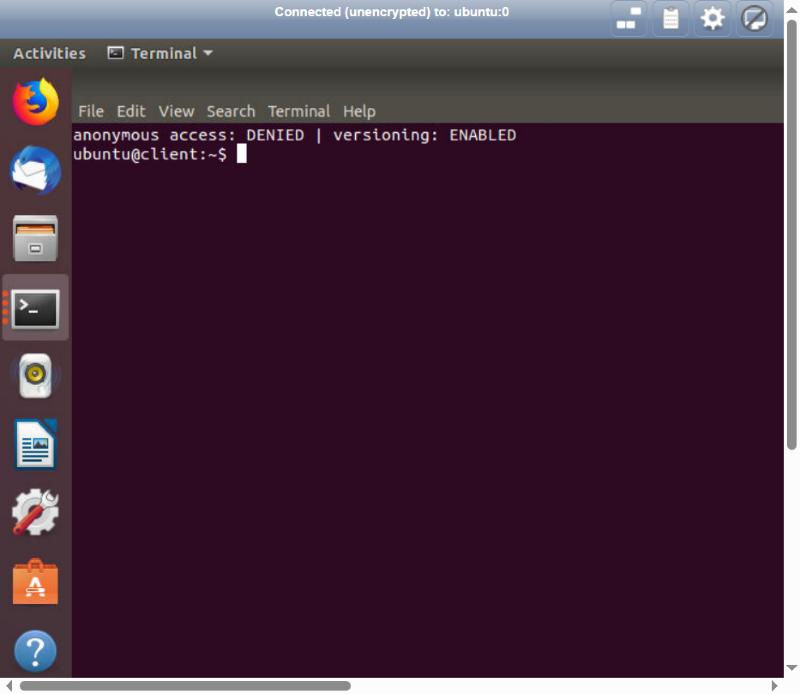 Connected (unencrypted) to: ubuntu:0
Activities Terminal
File Edit View Search Terminal Help
anonymous access: DENIED | versioning: ENABLED
ubuntu@client:~$